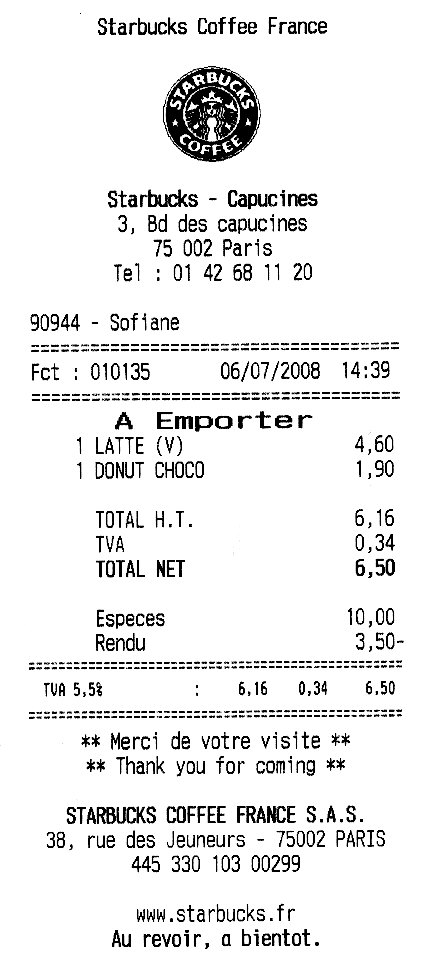 Starbucks Coffee France
STARBUCKS
COFFEE
Starbucks - Capucines
3, Bd des capucines
75 002 Paris
Tel : 01 42 68 11 20
90944 - Sofiane
Fct : 010135 06/07/2008 14:39
A Emporter
1 LATTE (V) 4,60
1 DONUT CHOCO 1,90
TOTAL H.T. 6,16
TVA 0,34
TOTAL NET 6,50
Especes 10,00
Rendu 3,50-
TVA 5,5% : 6,16 0,34 6,50
** Merci de votre visite **
** Thank you for coming **
STARBUCKS COFFEE FRANCE S.A.S.
38, rue des Jeuneurs - 75002 PARIS
445 330 103 00299
www.starbucks.fr
Au revoir, a bientot.